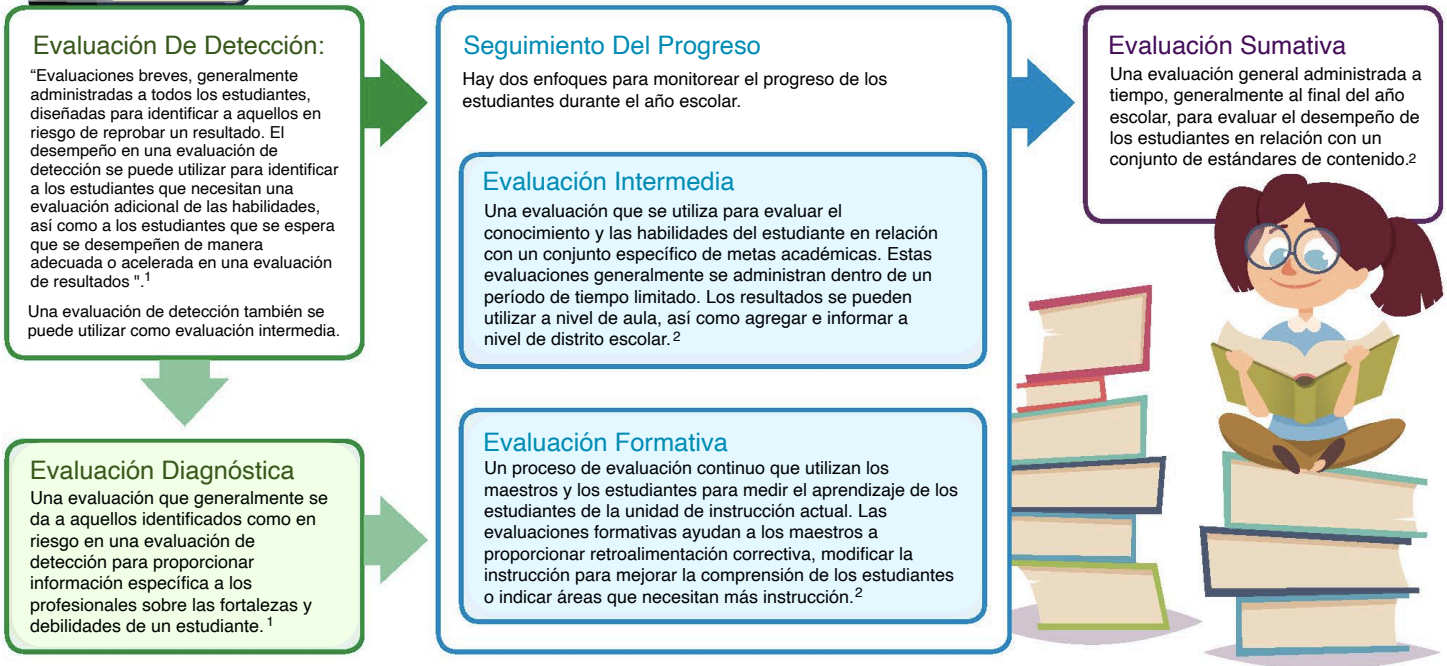 Evaluación De Detección:
“Evaluaciones breves, generalmente
administradas a todos los estudiantes,
diseñadas para identificar a aquellos en
riesgo de reprobar un resultado. El
desempeño en una evaluación de
detección se puede utilizar para identificar
a los estudiantes que necesitan una
evaluación adicional de las habilidades,
así como a los estudiantes que se espera
que se desempeñen de manera
adecuada o acelerada en una evaluación
de resultados ".1
Una evaluación de detección también se
puede utilizar como evaluación intermedia.
Evaluación Diagnóstica
Una evaluación que generalmente se
da a aquellos identificados como en
riesgo en una evaluación de
detección para proporcionar
información específica a los
profesionales sobre las fortalezas y
debilidades de un estudiante.1
Seguimiento Del Progreso
Hay dos enfoques para monitorear el progreso de los
estudiantes durante el año escolar.
Evaluación Intermedia
Una evaluación que se utiliza para evaluar el
conocimiento y las habilidades del estudiante en relación
con un conjunto específico de metas académicas. Estas
evaluaciones generalmente se administran dentro de un
período de tiempo limitado. Los resultados se pueden
utilizar a nivel de aula, así como agregar e informar a
nivel de distrito escolar.2
Evaluación Formativa
Un proceso de evaluación continuo que utilizan los
maestros y los estudiantes para medir el aprendizaje de los
estudiantes de la unidad de instrucción actual. Las
evaluaciones formativas ayudan a los maestros a
proporcionar retroalimentación correctiva, modificar la
instrucción para mejorar la comprensión de los estudiantes
o indicar áreas que necesitan más instrucción.2
Evaluación Sumativa
Una evaluación general administrada a
tiempo, generalmente al final del año
escolar, para evaluar el desempeño de
los estudiantes en relación con un
conjunto de estándares de contenido.2